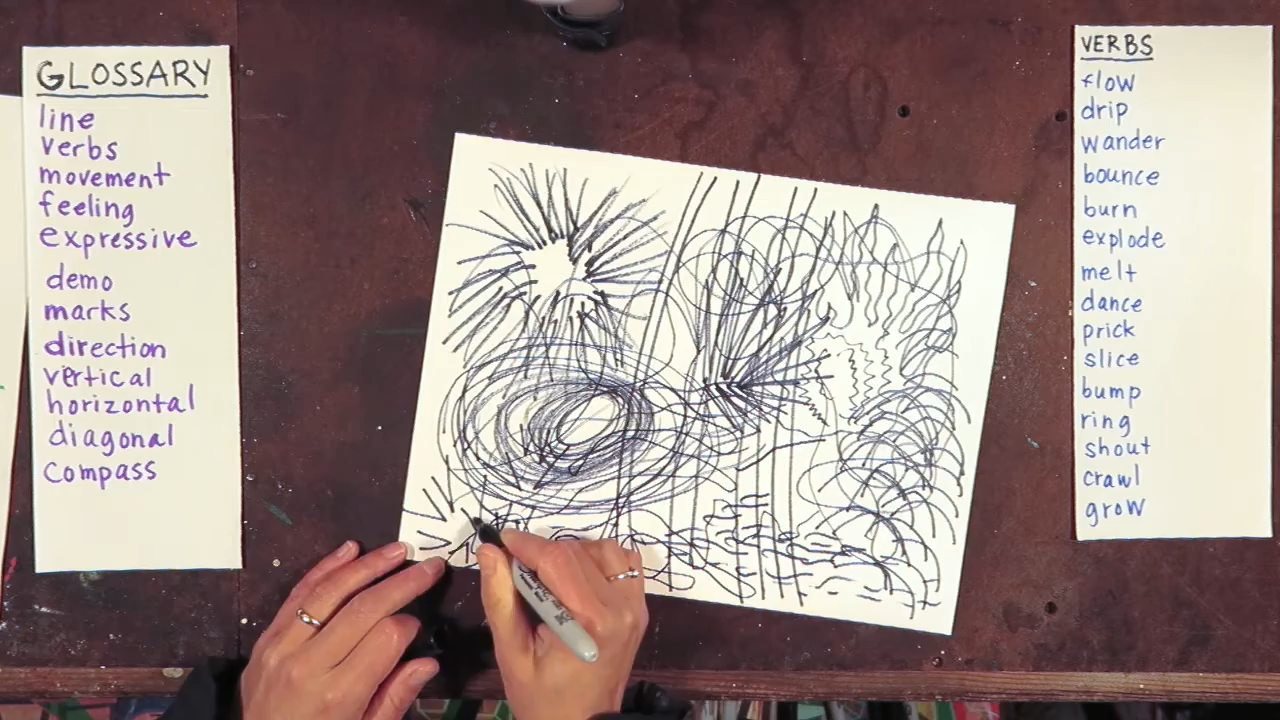 GLOSSARY
line
verbs
movement
feeling
expressive
demo
marks
direction
vertical
horizontal
diagonal
compass
VERBS
flow
drip
wander
bounce
burn
explode
melt
dance
prick
slice
bump
ring
shout
crawl
grow